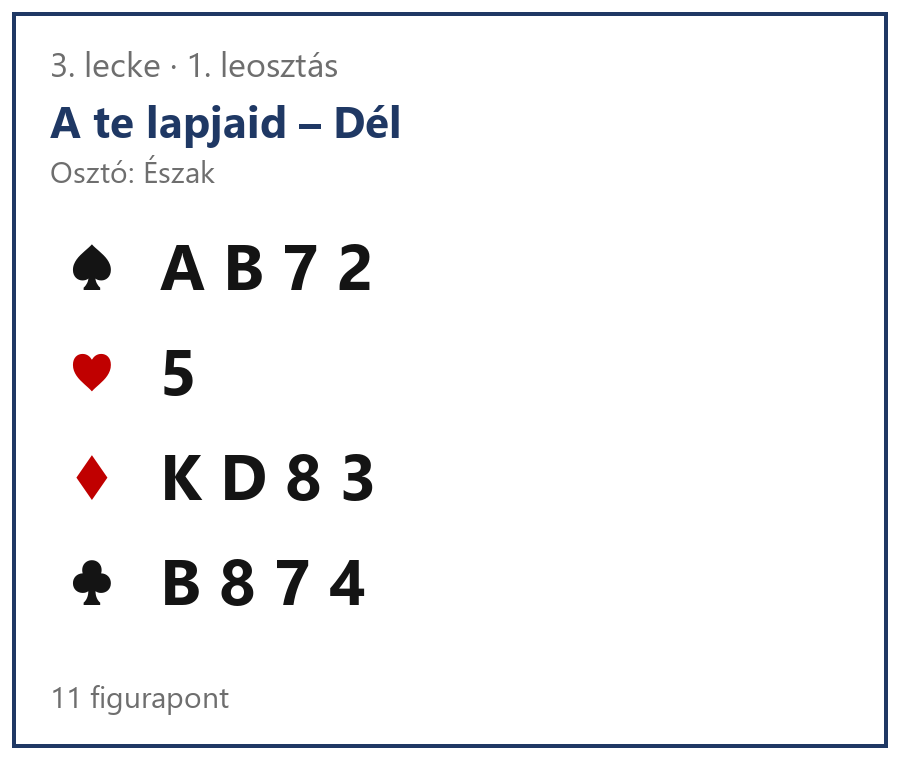 3. lecke · 1. leosztás
A te lapjaid – Dél
Osztó: Észak
♠ A B 7 2
♥ 5
♦ K D 8 3
♣ B 8 7 4
11 figurapont